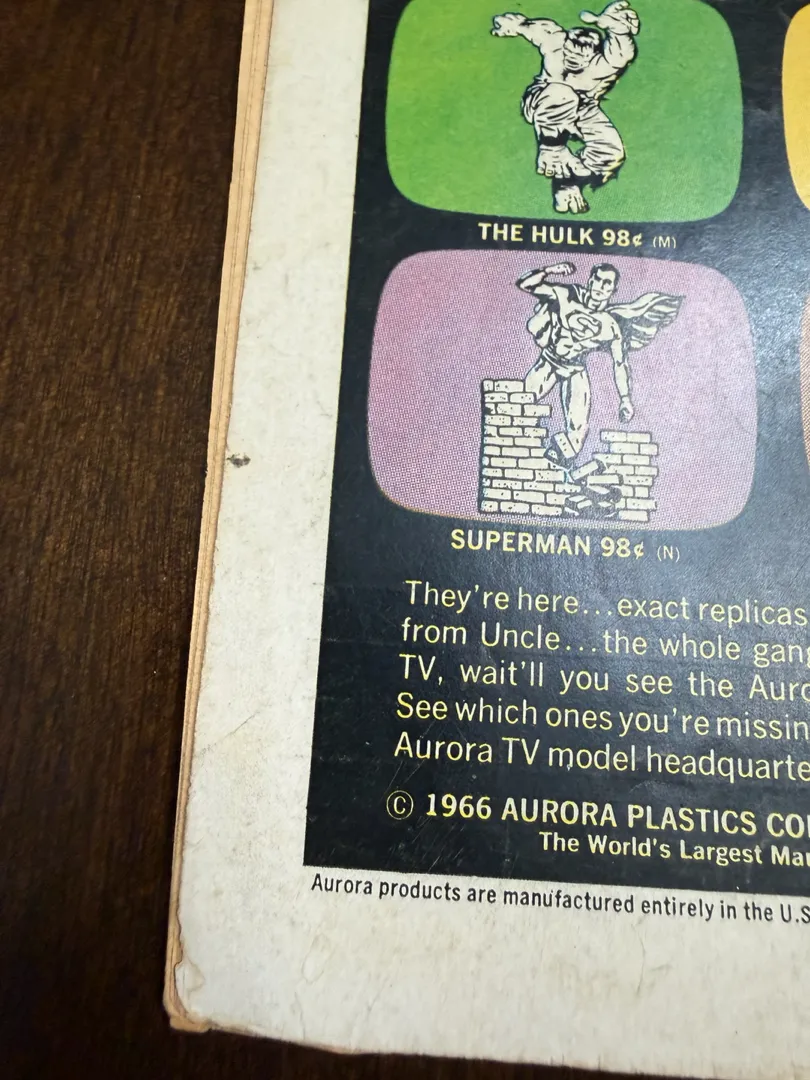 THE HULK 98¢ (M)
SUPERMAN 98¢ (N)
They're here...exact replicas
from Uncle...the whole gang
TV, wait'll you see the
See which ones you're
Aurora TV model
© 1966 AURORA PLASTICS
The World's Largest
Aurora products are manufactured entirely in the